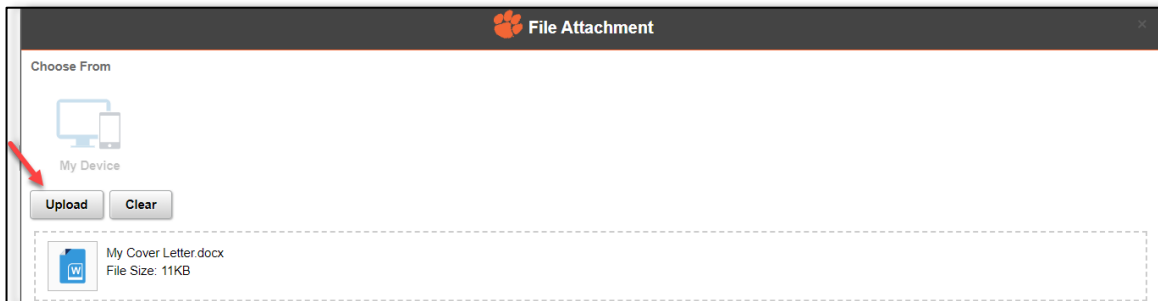 File Attachment
×
Choose From
My Device
Upload Clear
My Cover Letter.docx
W
File Size: 11KB